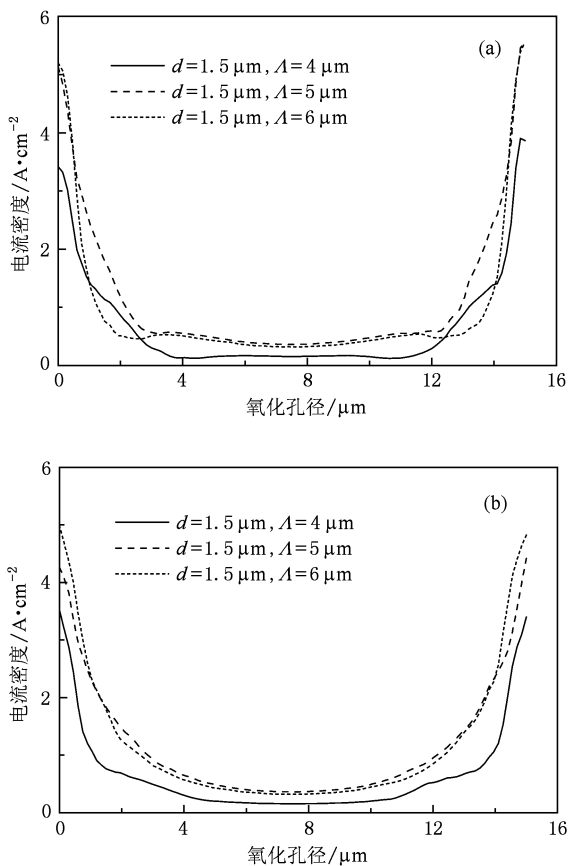 6
(a)
d=1.5 μm, Λ=4 μm
d=1.5 μm, Λ=5 μm
d=1.5 μm, Λ=6 μm
4
电流密度/A·cm⁻²
2
0
0 4 8 12 16
氧化孔径/μm
6
(b)
d=1.5 μm, Λ=4 μm
d=1.5 μm, Λ=5 μm
d=1.5 μm, Λ=6 μm
4
电流密度/A·cm⁻²
2
0
0 4 8 12 16
氧化孔径/μm